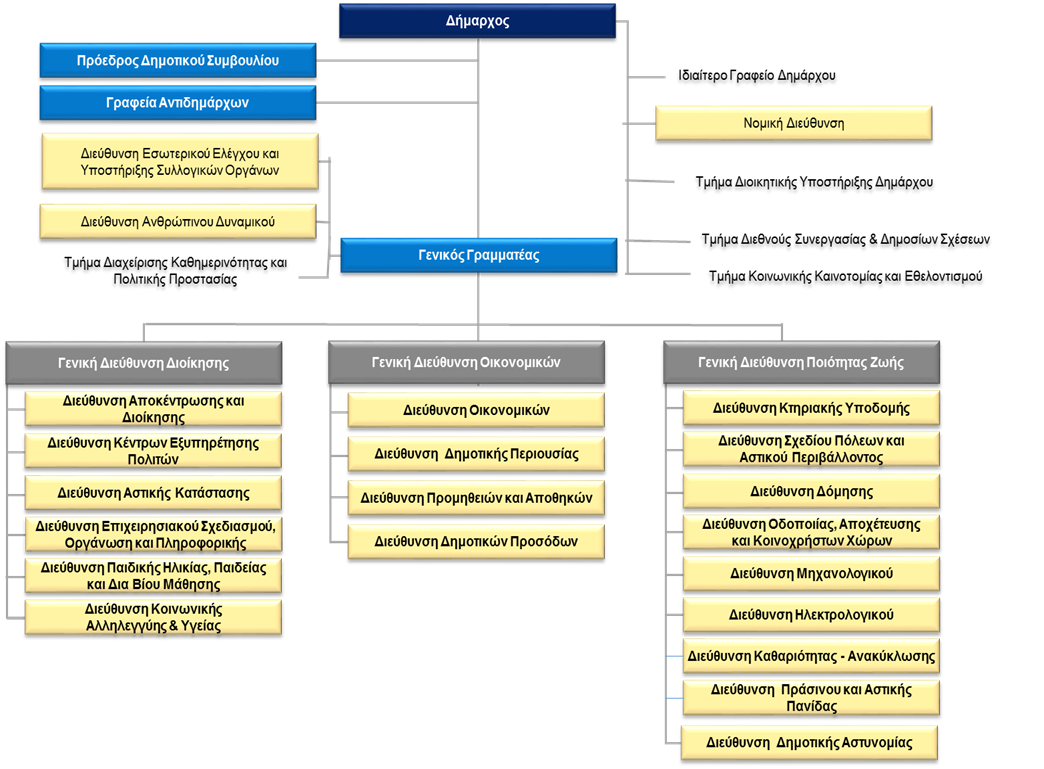 Δήμαρχος
Πρόεδρος Δημοτικού Συμβουλίου
Γραφεία Αντιδημάρχων
Διεύθυνση Εσωτερικού Ελέγχου και
Υποστήριξης Συλλογικών Οργάνων
Διεύθυνση Ανθρώπινου Δυναμικού
Τμήμα Διαχείρισης Καθημερινότητας και
Πολιτικής Προστασίας
Ιδιαίτερο Γραφείο Δημάρχου
Νομική Διεύθυνση
Τμήμα Διοικητικής Υποστήριξης Δημάρχου
Τμήμα Διεθνούς Συνεργασίας & Δημοσίων Σχέσεων
Τμήμα Κοινωνικής Καινοτομίας και Εθελοντισμού
Γενικός Γραμματέας
Γενική Διεύθυνση Διοίκησης
Διεύθυνση Αποκέντρωσης και
Διοίκησης
Διεύθυνση Κέντρων Εξυπηρέτησης
Πολιτών
Διεύθυνση Αστικής Κατάστασης
Διεύθυνση Επιχειρησιακού Σχεδιασμού,
Οργάνωση και Πληροφορικής
Διεύθυνση Παιδικής Ηλικίας, Παιδείας
και Δια Βίου Μάθησης
Διεύθυνση Κοινωνικής
Αλληλεγγύης & Υγείας
Γενική Διεύθυνση Οικονομικών
Διεύθυνση Οικονομικών
Διεύθυνση Δημοτικής Περιουσίας
Διεύθυνση Προμηθειών και Αποθηκών
Διεύθυνση Δημοτικών Προσόδων
Γενική Διεύθυνση Ποιότητας Ζωής
Διεύθυνση Κτηριακής Υποδομής
Διεύθυνση Σχεδίου Πόλεων και
Αστικού Περιβάλλοντος
Διεύθυνση Δόμησης
Διεύθυνση Οδοποιίας, Αποχέτευσης
και Κοινοχρήστων Χώρων
Διεύθυνση Μηχανολογικού
Διεύθυνση Ηλεκτρολογικού
Διεύθυνση Καθαριότητας - Ανακύκλωσης
Διεύθυνση Πράσινου και Αστικής
Πανίδας
Διεύθυνση Δημοτικής Αστυνομίας